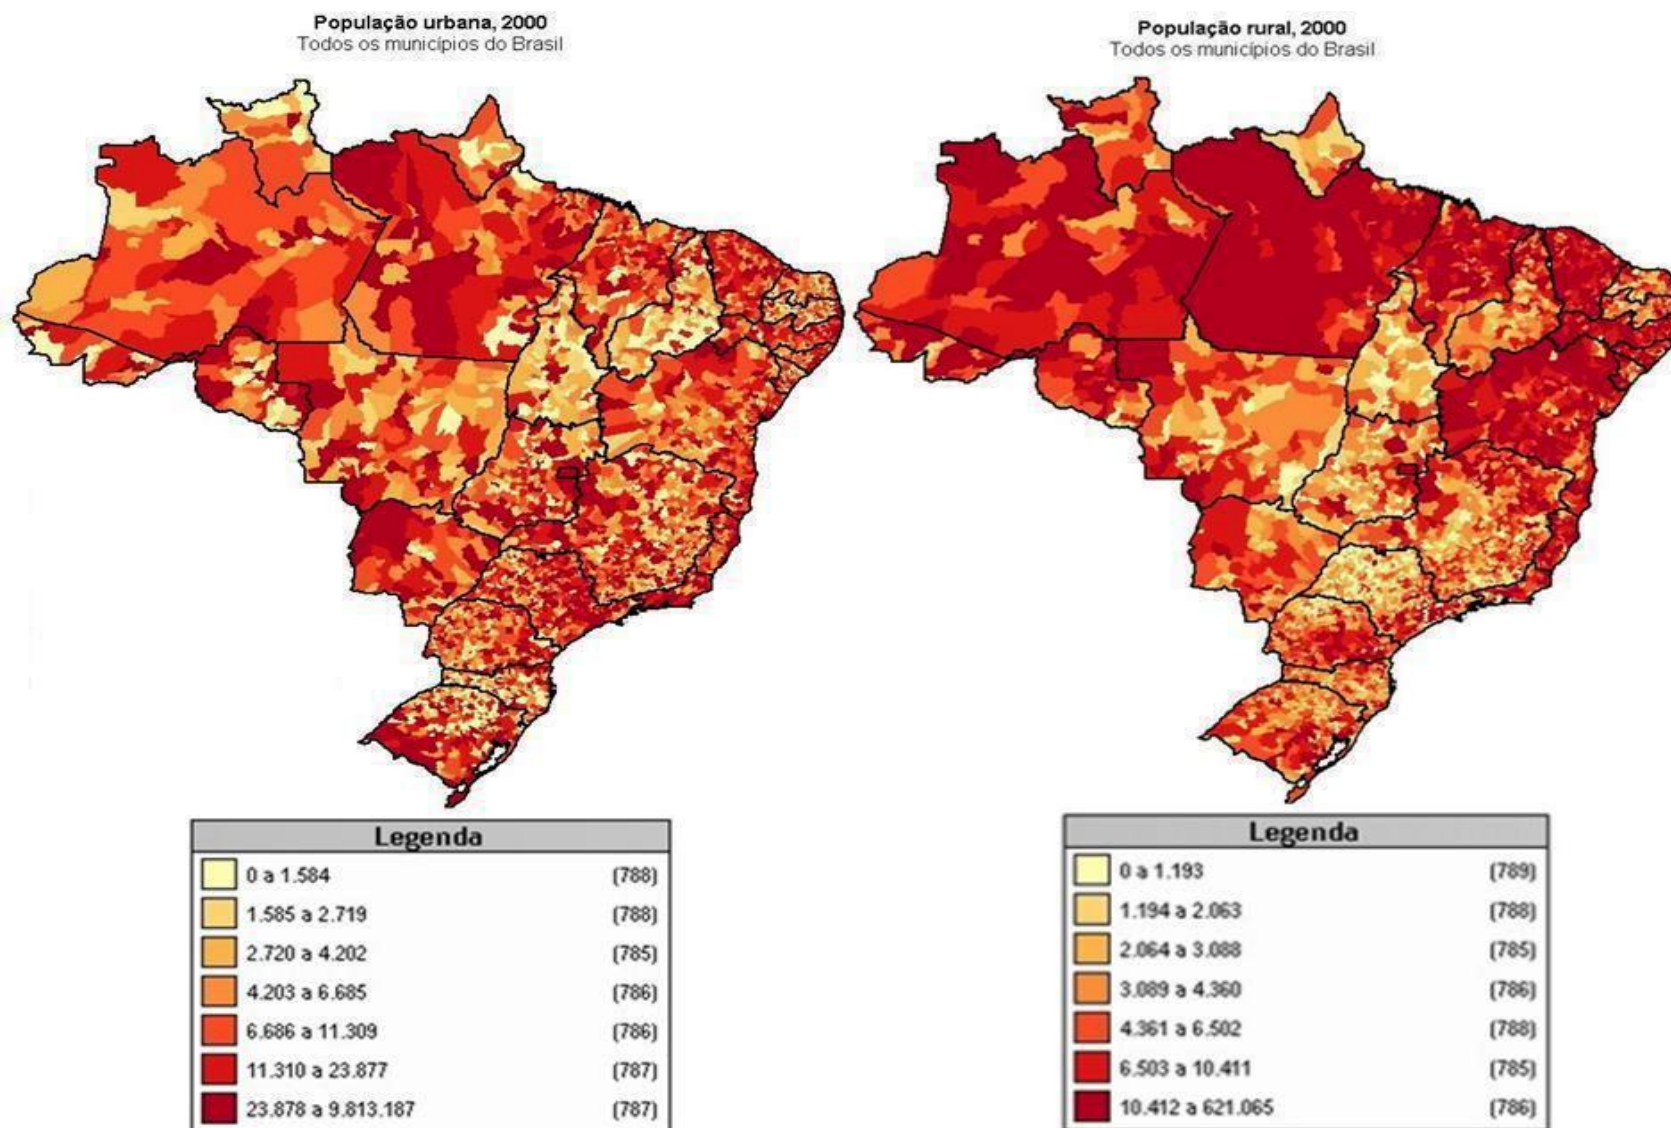 População urbana, 2000
Todos os municípios do Brasil
População rural, 2000
Todos os municípios do Brasil
Legenda
0 a 1.584 (788)
1.585 a 2.719 (788)
2.720 a 4.202 (785)
4.203 a 6.685 (786)
6.686 a 11.309 (786)
11.310 a 23.877 (787)
23.878 a 9.813.187 (787)
Legenda
0 a 1.193 (789)
1.194 a 2.063 (788)
2.064 a 3.088 (785)
3.089 a 4.360 (786)
4.361 a 6.502 (788)
6.503 a 10.411 (785)
10.412 a 621.065 (786)